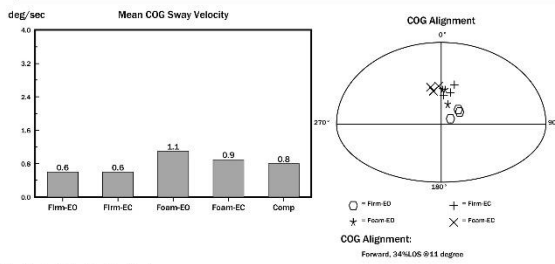 deg/sec
Mean COG Sway Velocity
4.0
3.2
2.4
1.6
0.8
0.0
0.6
0.6
1.1
0.9
0.8
Firm-EO
Firm-EC
Foam-EO
Foam-EC
Comp
COG Alignment
0°
270°
90
180°
= Firm-EO
= Firm-EC
= Foam-EO
= Foam-EC
COG Alignment:
Forward, 34%LOS @11 degree